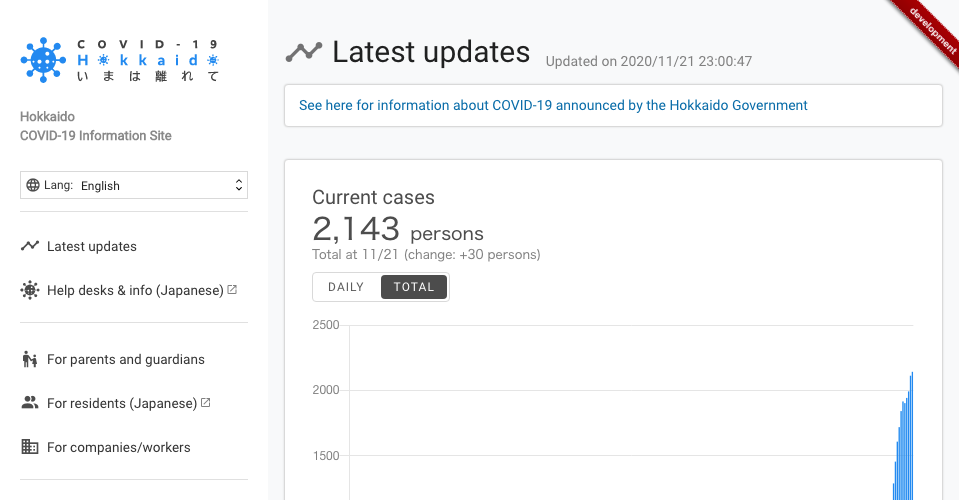 COVID-19
Hokkaido
いまは離れて
Hokkaido
COVID-19 Information Site
Lang: English
Latest updates
Help desks & info (Japanese)
For parents and guardians
For residents (Japanese)
For companies/workers
development
Latest updates Updated on 2020/11/21 23:00:47
See here for information about COVID-19 announced by the Hokkaido Government
Current cases
2,143 persons
Total at 11/21 (change: +30 persons)
DAILY TOTAL
2500
2000
1500